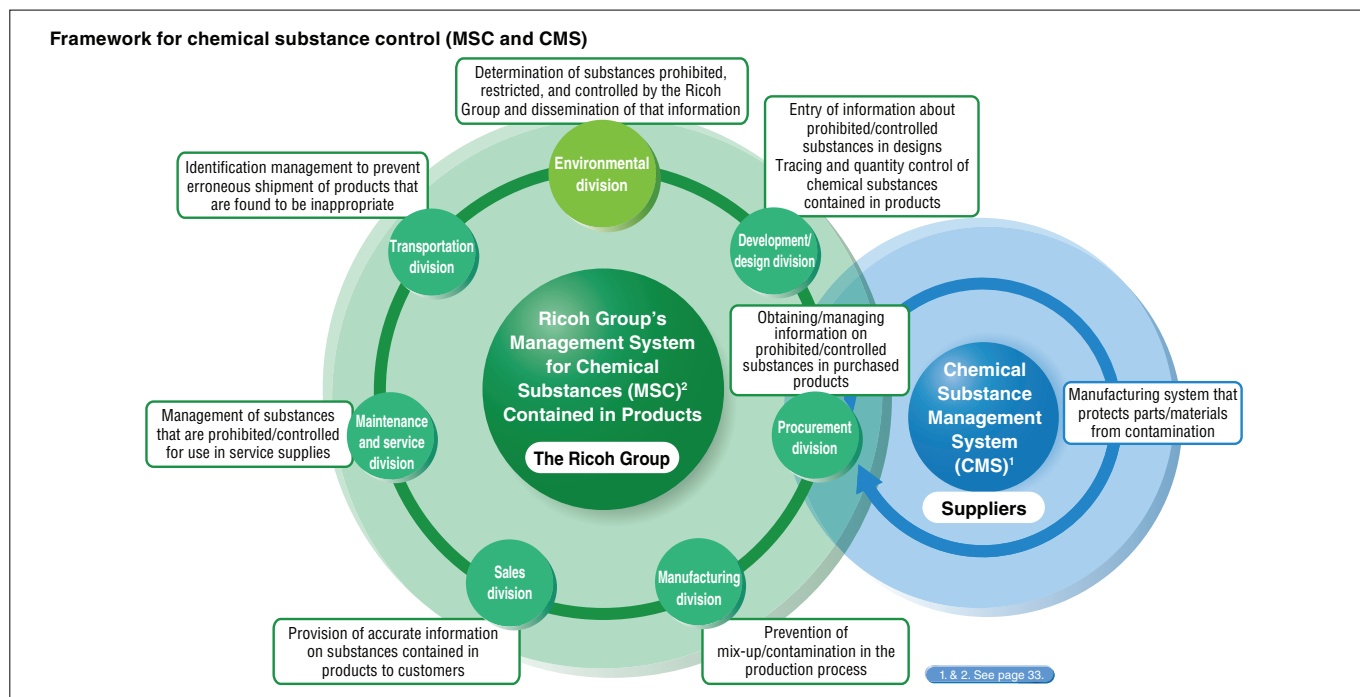 Framework for chemical substance control (MSC and CMS)
Determination of substances prohibited,
restricted, and controlled by the Ricoh
Group and dissemination of that information
Environmental
division
Entry of information about
prohibited/controlled
substances in designs
Tracing and quantity control of
chemical substances
contained in products
Development/
design division
Identification management to prevent
erroneous shipment of products that
are found to be inappropriate
Transportation
division
Ricoh Group's
Management System
for Chemical
Substances (MSC)²
Contained in Products
The Ricoh Group
Obtaining/managing
information on
prohibited/controlled
substances in purchased
products
Procurement
division
Chemical
Substance
Management
System
(CMS)¹
Suppliers
Manufacturing system that
protects parts/materials
from contamination
Management of substances
that are prohibited/controlled
for use in service supplies
Maintenance
and service
division
Sales
division
Provision of accurate information
on substances contained in
products to customers
Manufacturing
division
Prevention of
mix-up/contamination in the
production process
1. & 2. See page 33.